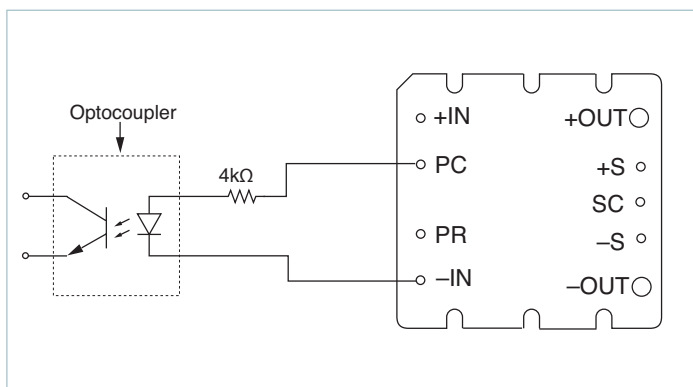 Optocoupler
4kΩ
+IN
PC
PR
–IN
+OUT
+S
SC
–S
–OUT